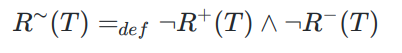 R~(T) =def ¬R+(T) ∧ ¬R−(T)